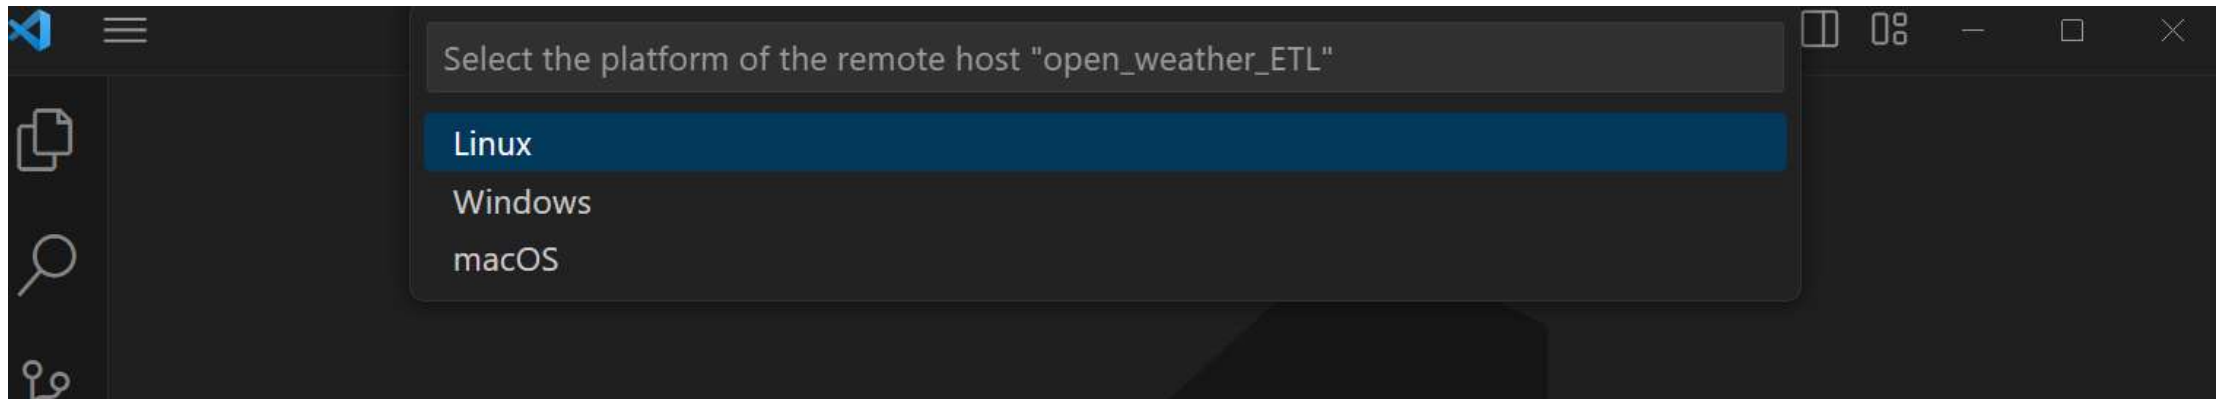 Select the platform of the remote host "open_weather_ETL"
Linux
Windows
macOS